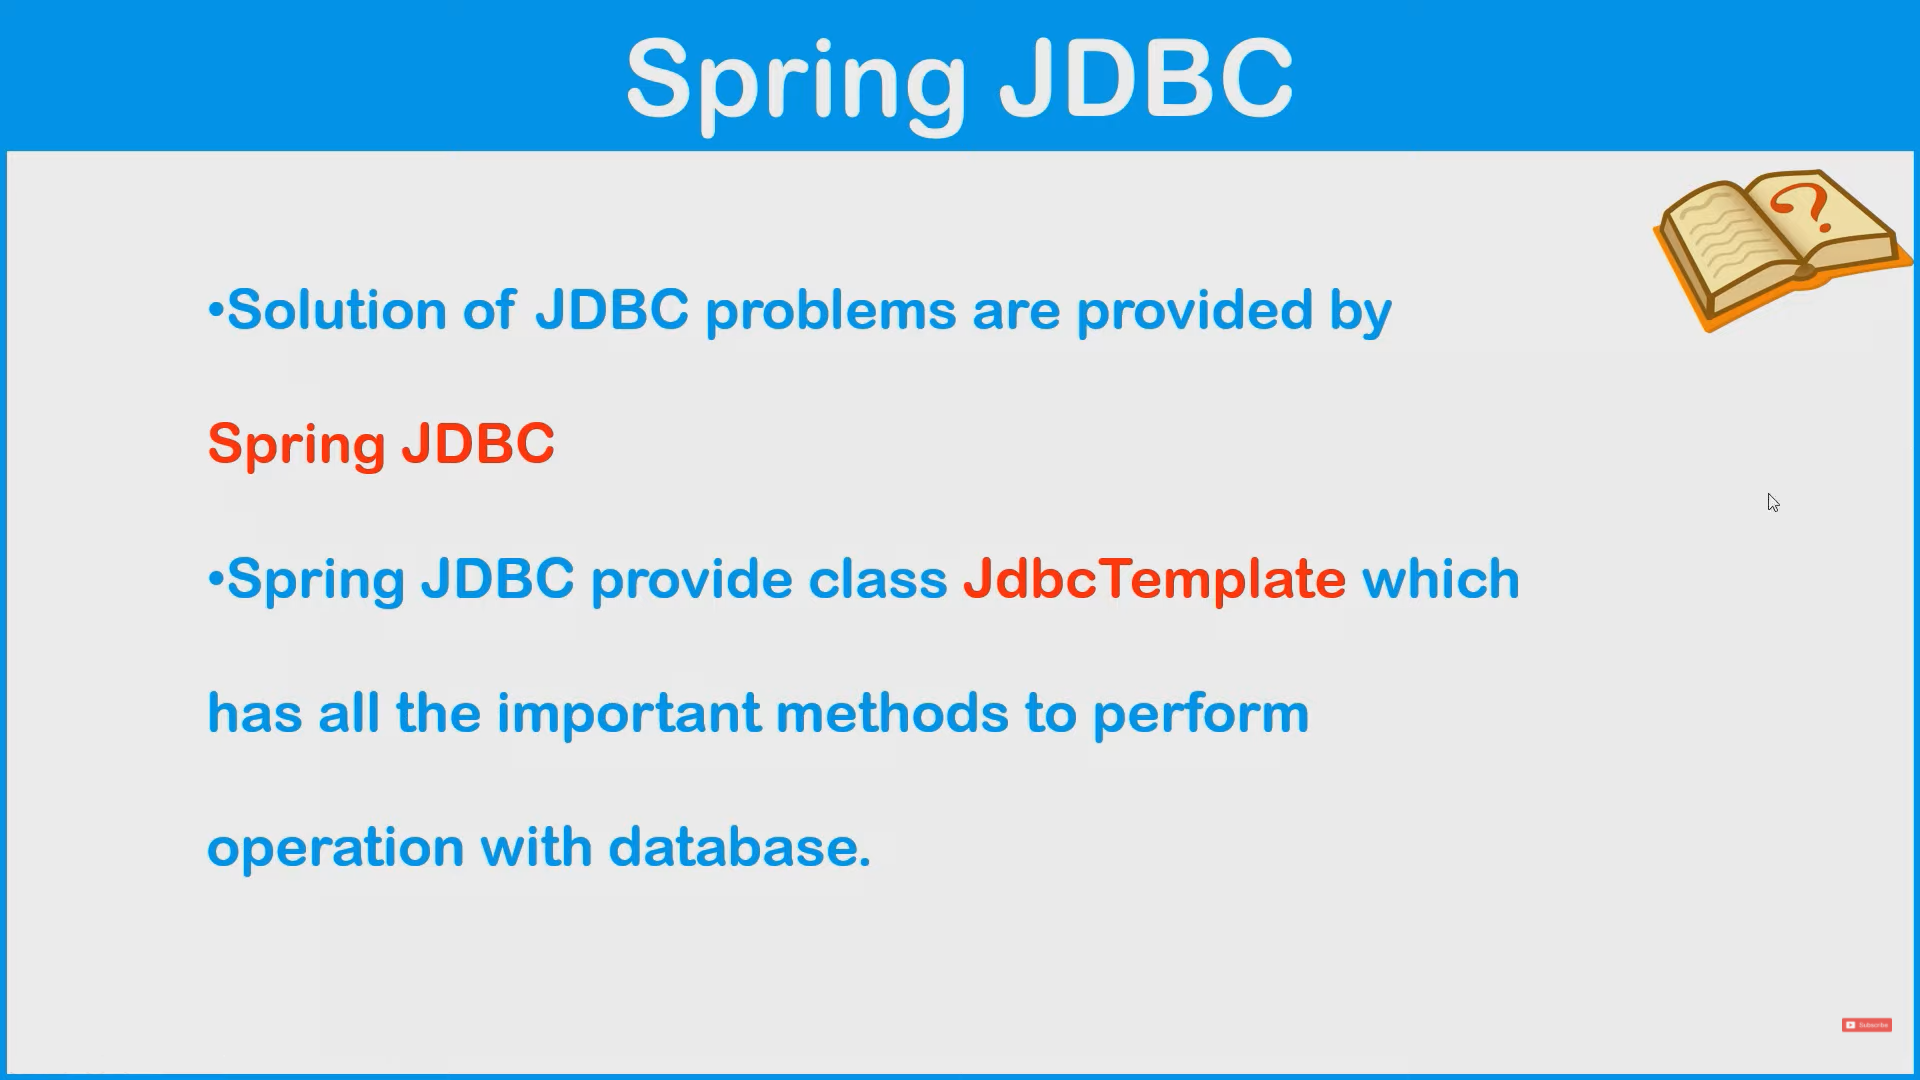 Spring JDBC
•Solution of JDBC problems are provided by
Spring JDBC
•Spring JDBC provide class JdbcTemplate which
has all the important methods to perform
operation with database.
Subscribe